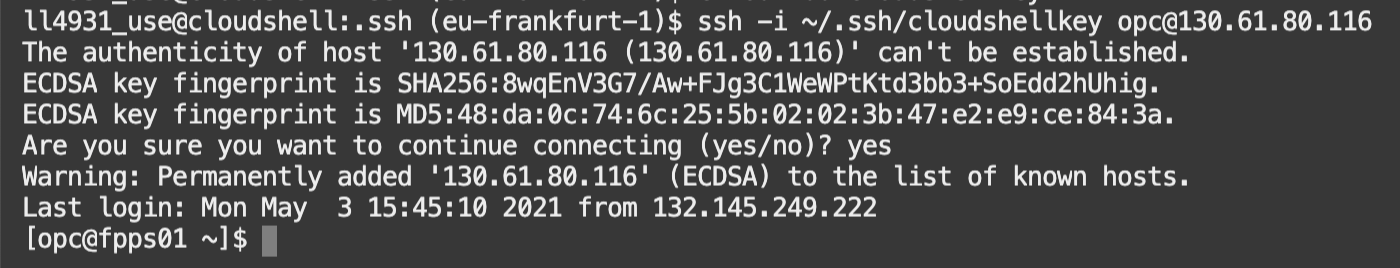 ll4931_use@cloudshell:.ssh (eu-frankfurt-1)$ ssh -i ~/.ssh/cloudshellkey opc@130.61.80.116
The authenticity of host '130.61.80.116 (130.61.80.116)' can't be established.
ECDSA key fingerprint is SHA256:8wqEnV3G7/Aw+FJg3C1WeWPtKtd3bb3+SoEdd2hUhig.
ECDSA key fingerprint is MD5:48:da:0c:74:6c:25:5b:02:02:3b:47:e2:e9:ce:84:3a.
Are you sure you want to continue connecting (yes/no)? yes
Warning: Permanently added '130.61.80.116' (ECDSA) to the list of known hosts.
Last login: Mon May  3 15:45:10 2021 from 132.145.249.222
[opc@fpps01 ~]$